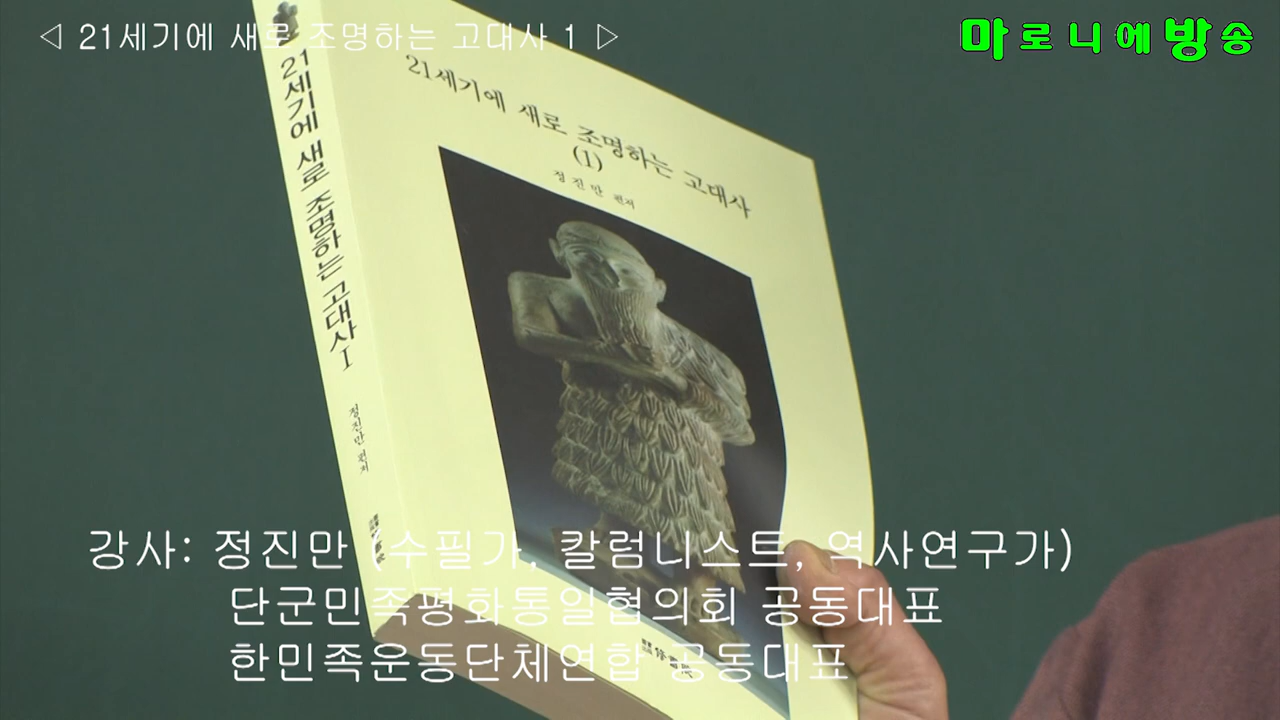 ◁ 21세기에 새로 조명하는 고대사 1 ▷
마로니에방송
21세기에 새로 조명하는 고대사
(1)
정진만 편저
21세기에 새로 조명하는 고대사 I
정진만 편저
강사: 정진만 (수필가, 칼럼니스트, 역사연구가)
단군민족평화통일협의회 공동대표
한민족운동단체연합 공동대표